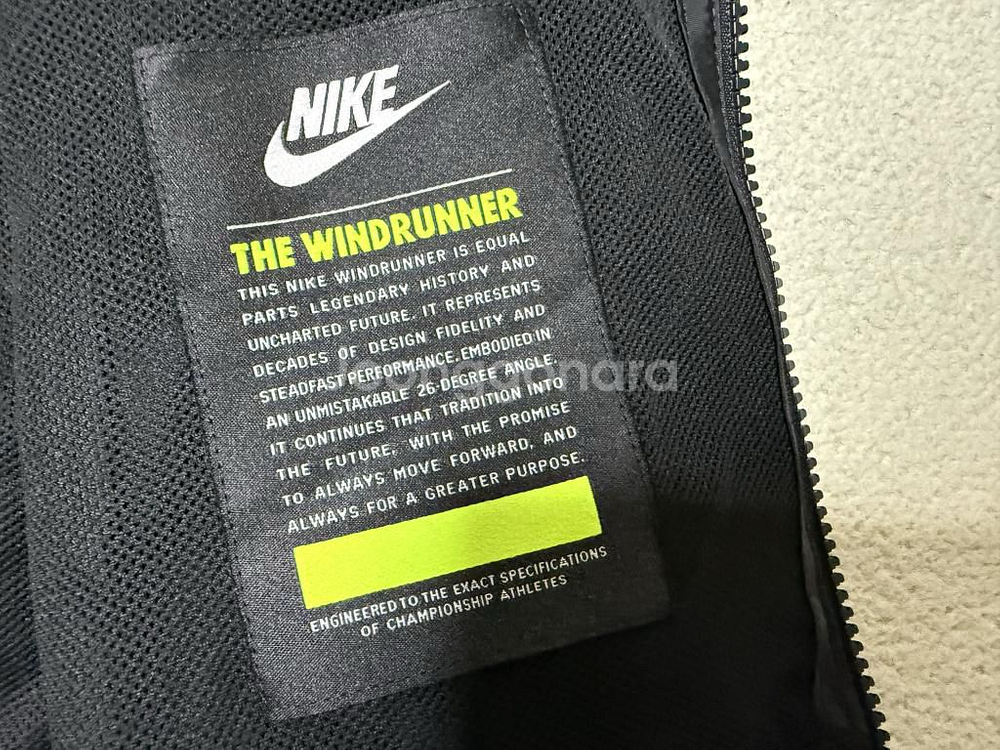 NIKE
THE WINDRUNNER
THIS NIKE WINDRUNNER IS EQUAL
PARTS LEGENDARY HISTORY AND
UNCHARTED FUTURE. IT REPRESENTS
DECADES OF DESIGN FIDELITY AND
STEADFAST PERFORMANCE. EMBODIED IN
AN UNMISTAKABLE 26-DEGREE ANGLE,
IT CONTINUES THAT TRADITION INTO
THE FUTURE, WITH THE PROMISE
TO ALWAYS MOVE FORWARD, AND
ALWAYS FOR A GREATER PURPOSE.
ENGINEERED TO THE EXACT SPECIFICATIONS
OF CHAMPIONSHIP ATHLETES